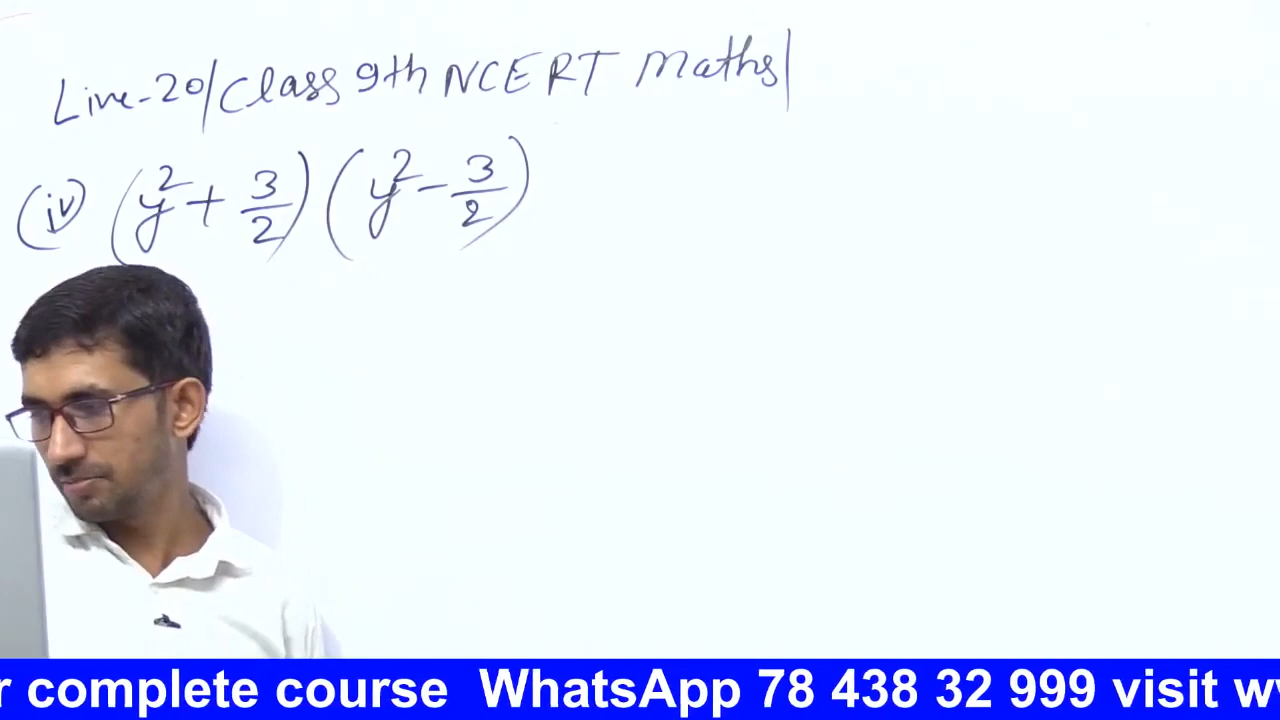 Live-20/Class 9th NCERT Maths|
(iv) (y² + 3/2) (y² - 3/2)
r complete course WhatsApp 78 438 32 999 visit w